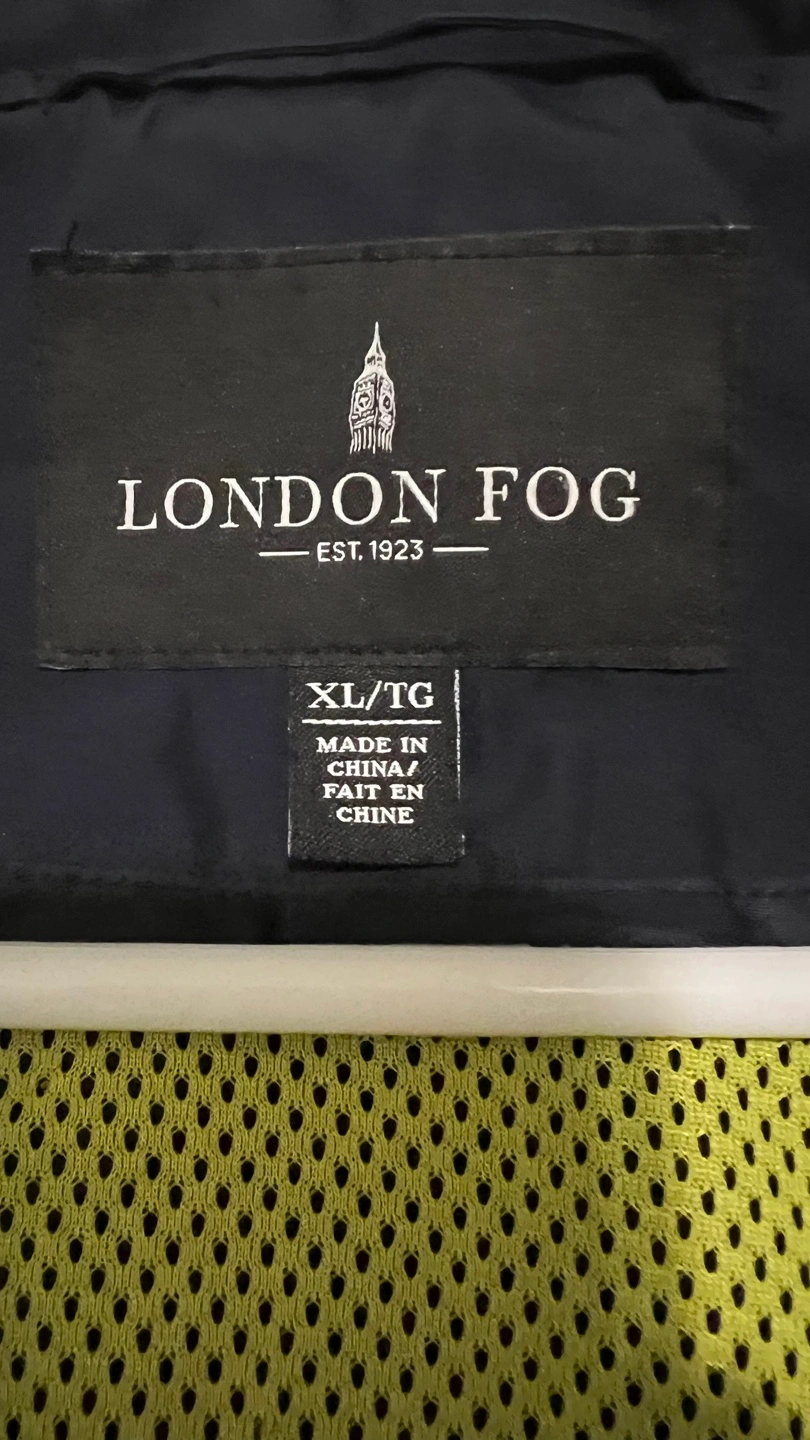 LONDON FOG
EST. 1923
XL/TG
MADE IN
CHINA/
FAIT EN
CHINE